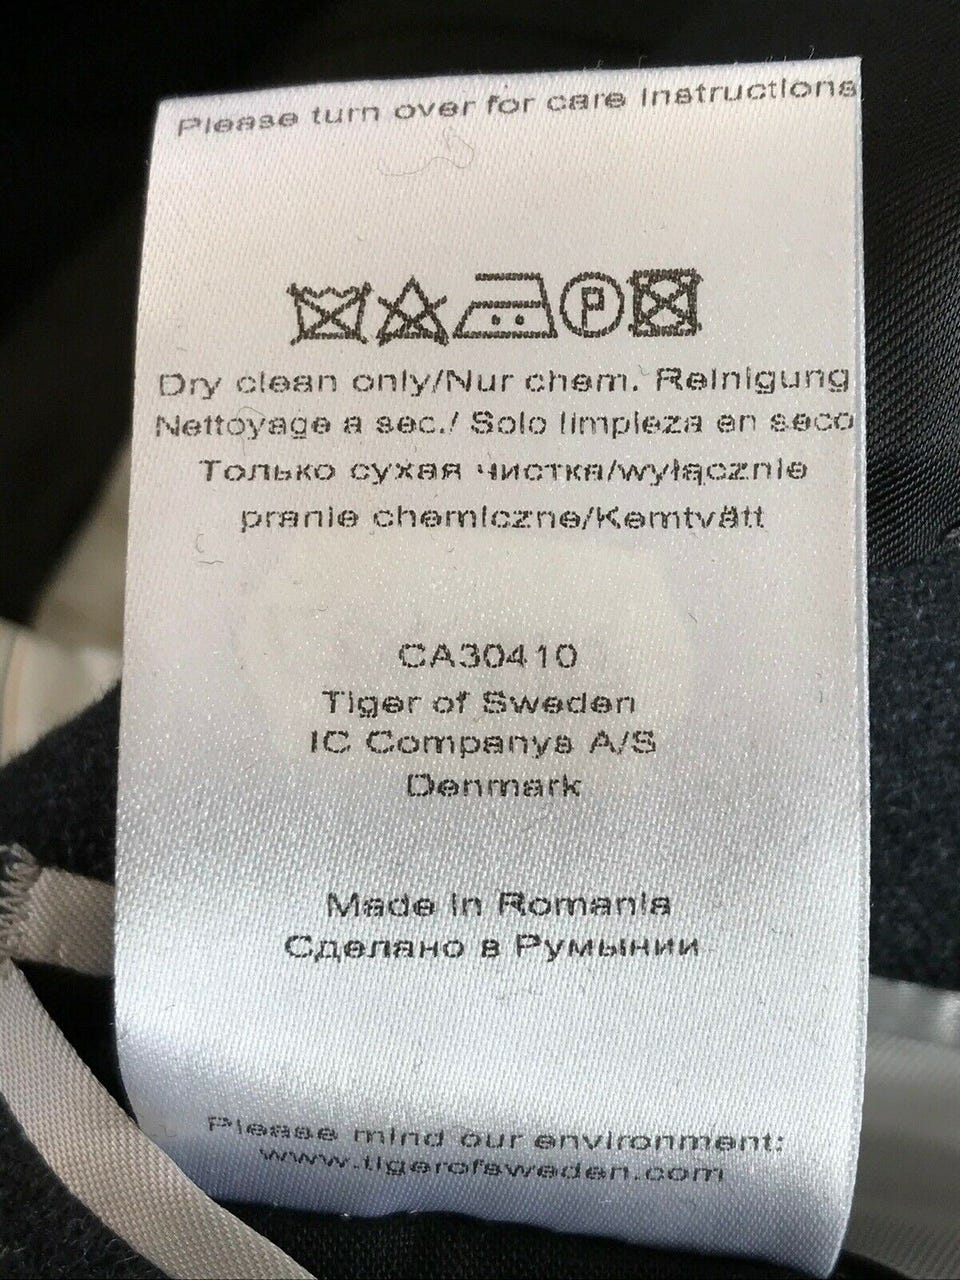 Please turn over for care instructions
P
Dry clean only/Nur chem. Reinigung
Nettoyage a sec./ Solo limpieza en seco
Только сухая чистка/wyłącznie
pranie chemiczne/Kemtvätt
CA30410
Tiger of Sweden
IC Companys A/S
Denmark
Made in Romania
Сделано в Румынии
Please mind our environment:
www.tigerofsweden.com